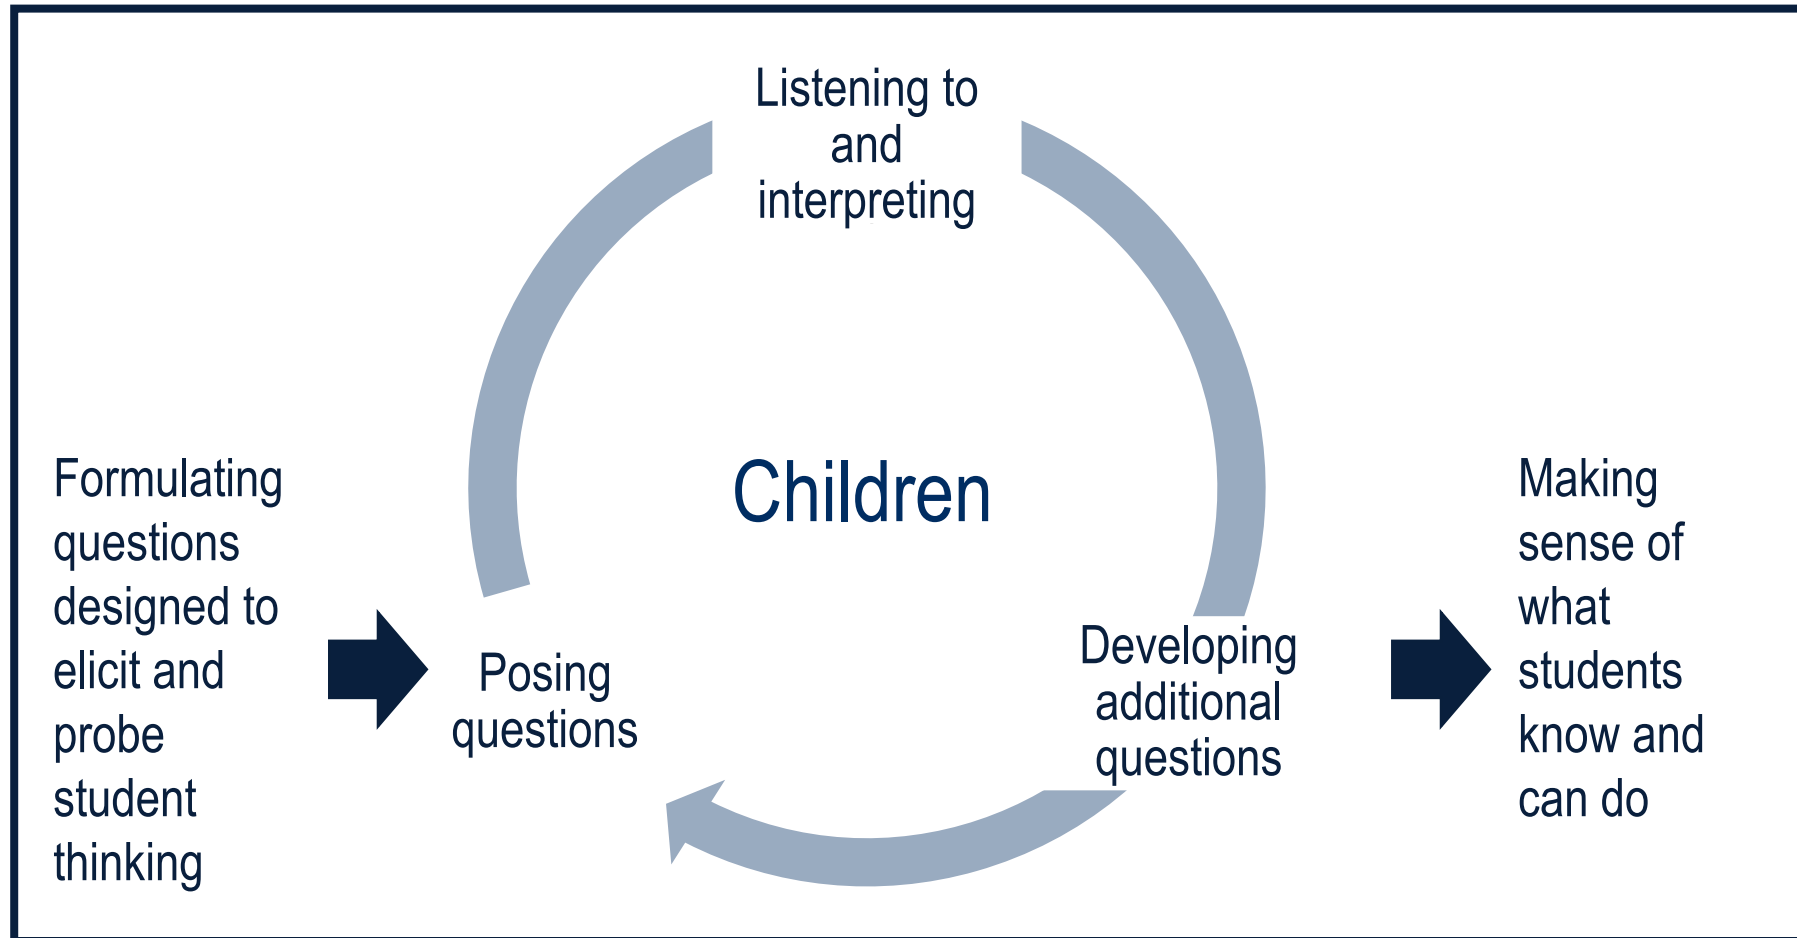 Listening to
and
interpreting
Children
Formulating
questions
designed to
elicit and
probe
student
thinking
Posing
questions
Developing
additional
questions
Making
sense of
what
students
know and
can do